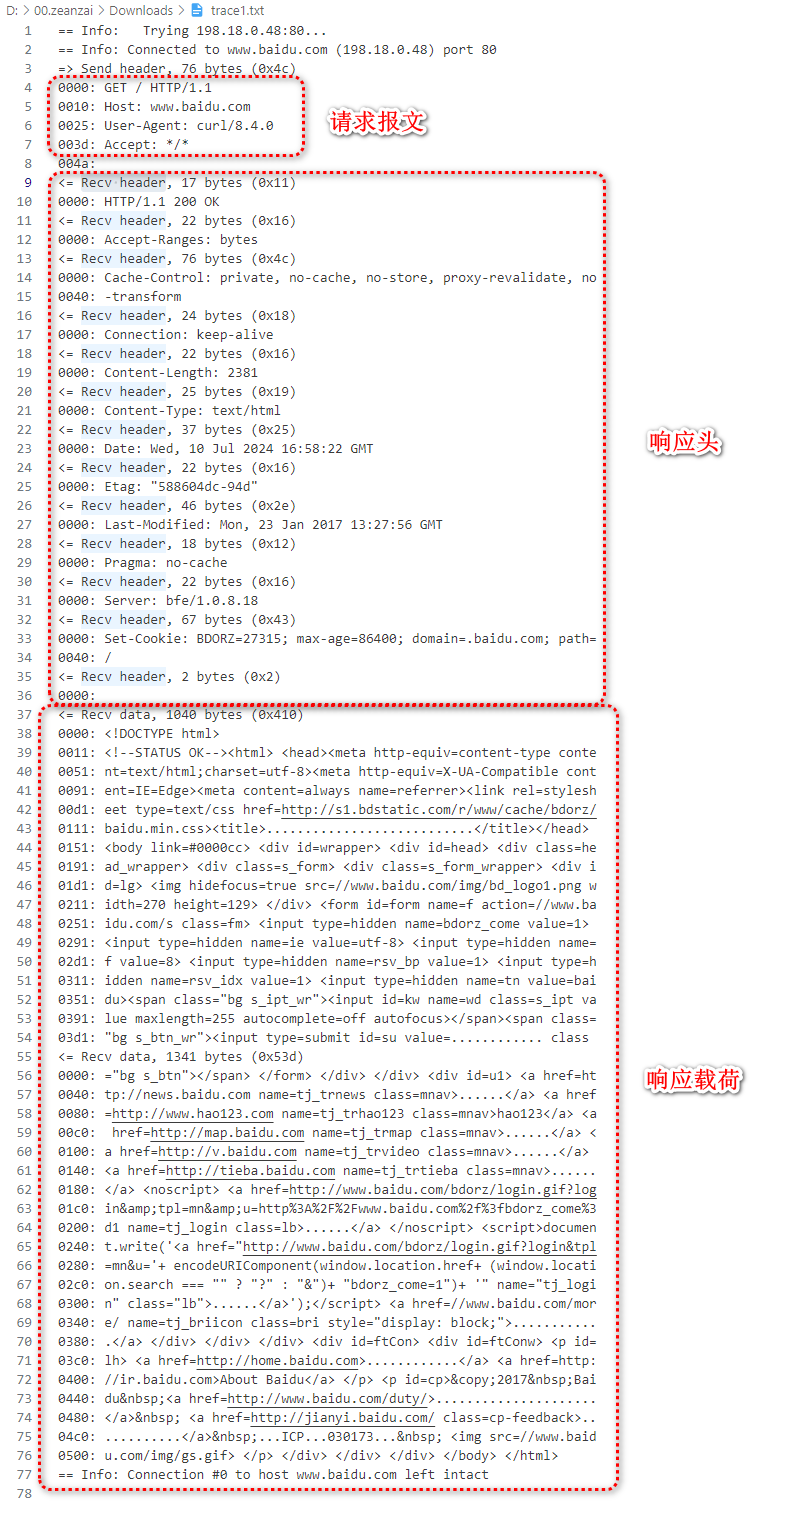 D: > 00.zeanzai > Downloads > trace1.txt
1 == Info:   Trying 198.18.0.48:80...
2 == Info: Connected to www.baidu.com (198.18.0.48) port 80
3 => Send header, 76 bytes (0x4c)
4 0000: GET / HTTP/1.1
5 0010: Host: www.baidu.com
6 0025: User-Agent: curl/8.4.0
请求报文
7 003d: Accept: */*
8 004a:
9 <= Recv header, 17 bytes (0x11)
10 0000: HTTP/1.1 200 OK
11 <= Recv header, 22 bytes (0x16)
12 0000: Accept-Ranges: bytes
13 <= Recv header, 76 bytes (0x4c)
14 0000: Cache-Control: private, no-cache, no-store, proxy-revalidate, no
15 0040: -transform
16 <= Recv header, 24 bytes (0x18)
17 0000: Connection: keep-alive
18 <= Recv header, 22 bytes (0x16)
19 0000: Content-Length: 2381
20 <= Recv header, 25 bytes (0x19)
21 0000: Content-Type: text/html
22 <= Recv header, 37 bytes (0x25)
响应头
23 0000: Date: Wed, 10 Jul 2024 16:58:22 GMT
24 <= Recv header, 22 bytes (0x16)
25 0000: Etag: "588604dc-94d"
26 <= Recv header, 46 bytes (0x2e)
27 0000: Last-Modified: Mon, 23 Jan 2017 13:27:56 GMT
28 <= Recv header, 18 bytes (0x12)
29 0000: Pragma: no-cache
30 <= Recv header, 22 bytes (0x16)
31 0000: Server: bfe/1.0.8.18
32 <= Recv header, 67 bytes (0x43)
33 0000: Set-Cookie: BDORZ=27315; max-age=86400; domain=.baidu.com; path=
34 0040: /
35 <= Recv header, 2 bytes (0x2)
36 0000:
37 <= Recv data, 1040 bytes (0x410)
38 0000: <!DOCTYPE html>
39 0011: <!--STATUS OK--><html> <head><meta http-equiv=content-type conte
40 0051: nt=text/html;charset=utf-8><meta http-equiv=X-UA-Compatible cont
41 0091: ent=IE=Edge><meta content=always name=referrer><link rel=stylesh
42 00d1: eet type=text/css href=http://s1.bdstatic.com/r/www/cache/bdorz/
43 0111: baidu.min.css><title>...........................</title></head>
44 0151: <body link=#0000cc> <div id=wrapper> <div id=head> <div class=he
45 0191: ad_wrapper> <div class=s_form> <div class=s_form_wrapper> <div i
46 01d1: d=lg> <img hidefocus=true src=//www.baidu.com/img/bd_logo1.png w
47 0211: idth=270 height=129> </div> <form id=form name=f action=//www.ba
48 0251: idu.com/s class=fm> <input type=hidden name=bdorz_come value=1>
49 0291: <input type=hidden name=ie value=utf-8> <input type=hidden name=
50 02d1: f value=8> <input type=hidden name=rsv_bp value=1> <input type=h
51 0311: idden name=rsv_idx value=1> <input type=hidden name=tn value=bai
52 0351: du><span class="bg s_ipt_wr"><input id=kw name=wd class=s_ipt va
53 0391: lue maxlength=255 autocomplete=off autofocus></span><span class=
54 03d1: "bg s_btn_wr"><input type=submit id=su value=............ class
55 <= Recv data, 1341 bytes (0x53d)
56 0000: ="bg s_btn"></span> </form> </div> </div> <div id=u1> <a href=ht
响应载荷
57 0040: tp://news.baidu.com name=tj_trnews class=mnav>......</a> <a href
58 0080: =http://www.hao123.com name=tj_trhao123 class=mnav>hao123</a> <a
59 00c0:  href=http://map.baidu.com name=tj_trmap class=mnav>......</a> <
60 0100: a href=http://v.baidu.com name=tj_trvideo class=mnav>......</a>
61 0140: <a href=http://tieba.baidu.com name=tj_trtieba class=mnav>......
62 0180: </a> <noscript> <a href=http://www.baidu.com/bdorz/login.gif?log
63 01c0: in&amp;tpl=mn&amp;u=http%3A%2F%2Fwww.baidu.com%2f%3fbdorz_come%3
64 0200: d1 name=tj_login class=lb>......</a> </noscript> <script>documen
65 0240: t.write('<a href="http://www.baidu.com/bdorz/login.gif?login&tpl
66 0280: =mn&u='+ encodeURIComponent(window.location.href+ (window.locati
67 02c0: on.search === "" ? "?" : "&")+ "bdorz_come=1")+ '" name="tj_logi
68 0300: n" class="lb">......</a>');</script> <a href=//www.baidu.com/mor
69 0340: e/ name=tj_briicon class=bri style="display: block;">...........
70 0380: .</a> </div> </div> </div> <div id=ftCon> <div id=ftConw> <p id=
71 03c0: lh> <a href=http://home.baidu.com>............</a> <a href=http:
72 0400: //ir.baidu.com>About Baidu</a> </p> <p id=cp>&copy;2017&nbsp;Bai
73 0440: du&nbsp;<a href=http://www.baidu.com/duty/>.....................
74 0480: </a>&nbsp; <a href=http://jianyi.baidu.com/ class=cp-feedback>..
75 04c0: ..........</a>&nbsp;...ICP...030173...&nbsp; <img src=//www.baid
76 0500: u.com/img/gs.gif> </p> </div> </div> </div> </body> </html>
77 == Info: Connection #0 to host www.baidu.com left intact
78